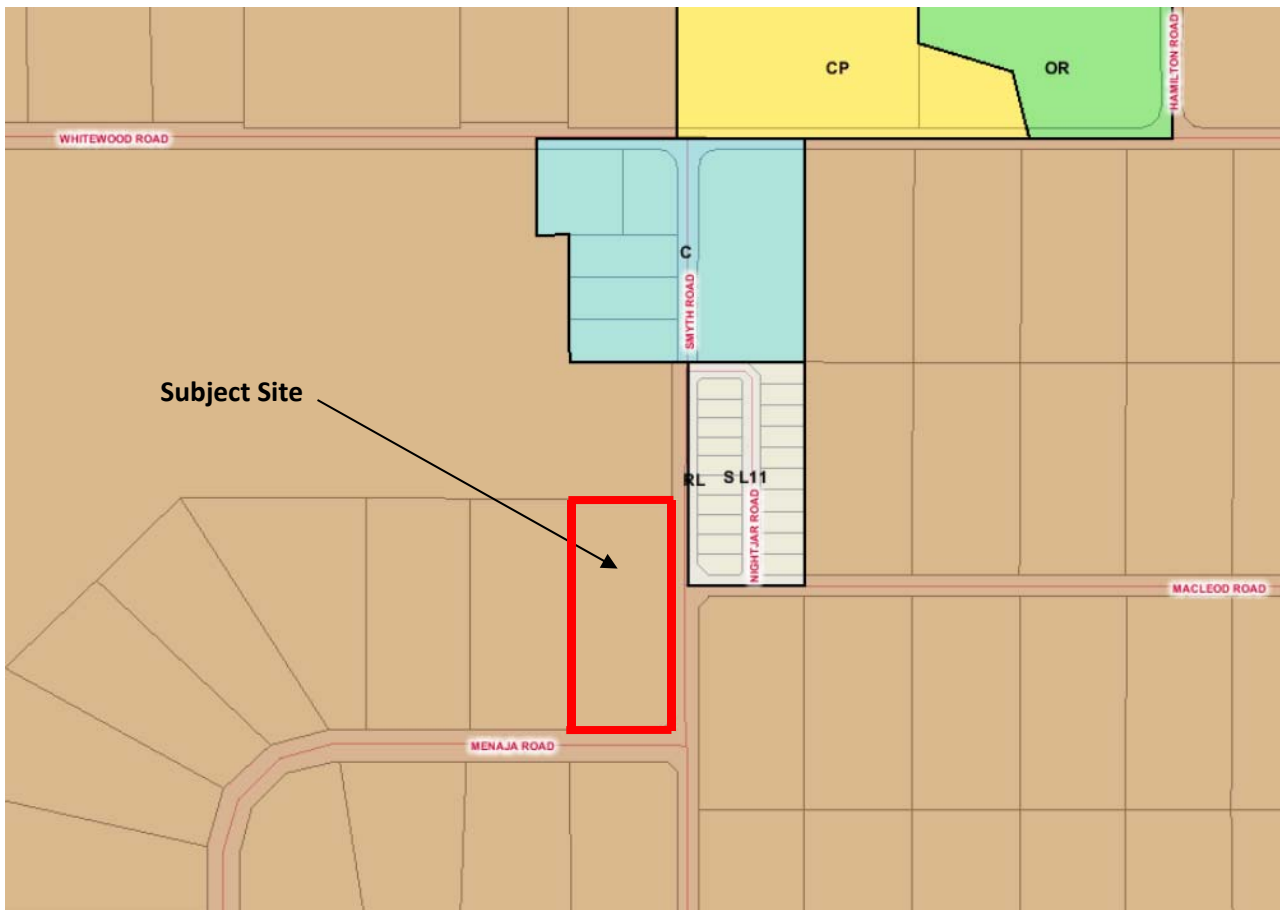 HAMILTON ROAD
CP
OR
WHITEWOOD ROAD
C
SMYTH ROAD
Subject Site
RL
S L11
NIGHTJAR ROAD
MACLEOD ROAD
MENAJA ROAD